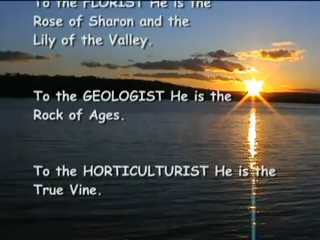 To the FLORIST He is the
Rose of Sharon and the
Lily of the Valley.
To the GEOLOGIST He is the
Rock of Ages.
To the HORTICULTURIST He is the
True Vine.